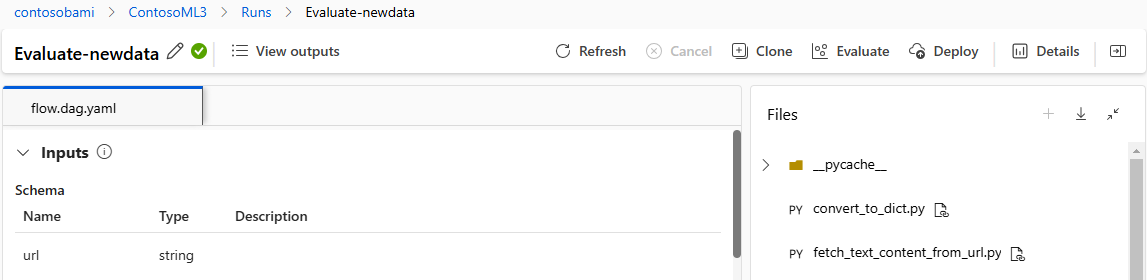 contosobami > ContosoML3 > Runs > Evaluate-newdata
Evaluate-newdata View outputs Refresh Cancel Clone Evaluate Deploy Details
flow.dag.yaml
Files
Inputs
__pycache__
Schema
Name Type Description
PY convert_to_dict.py
url string
PY fetch_text_content_from_url.py